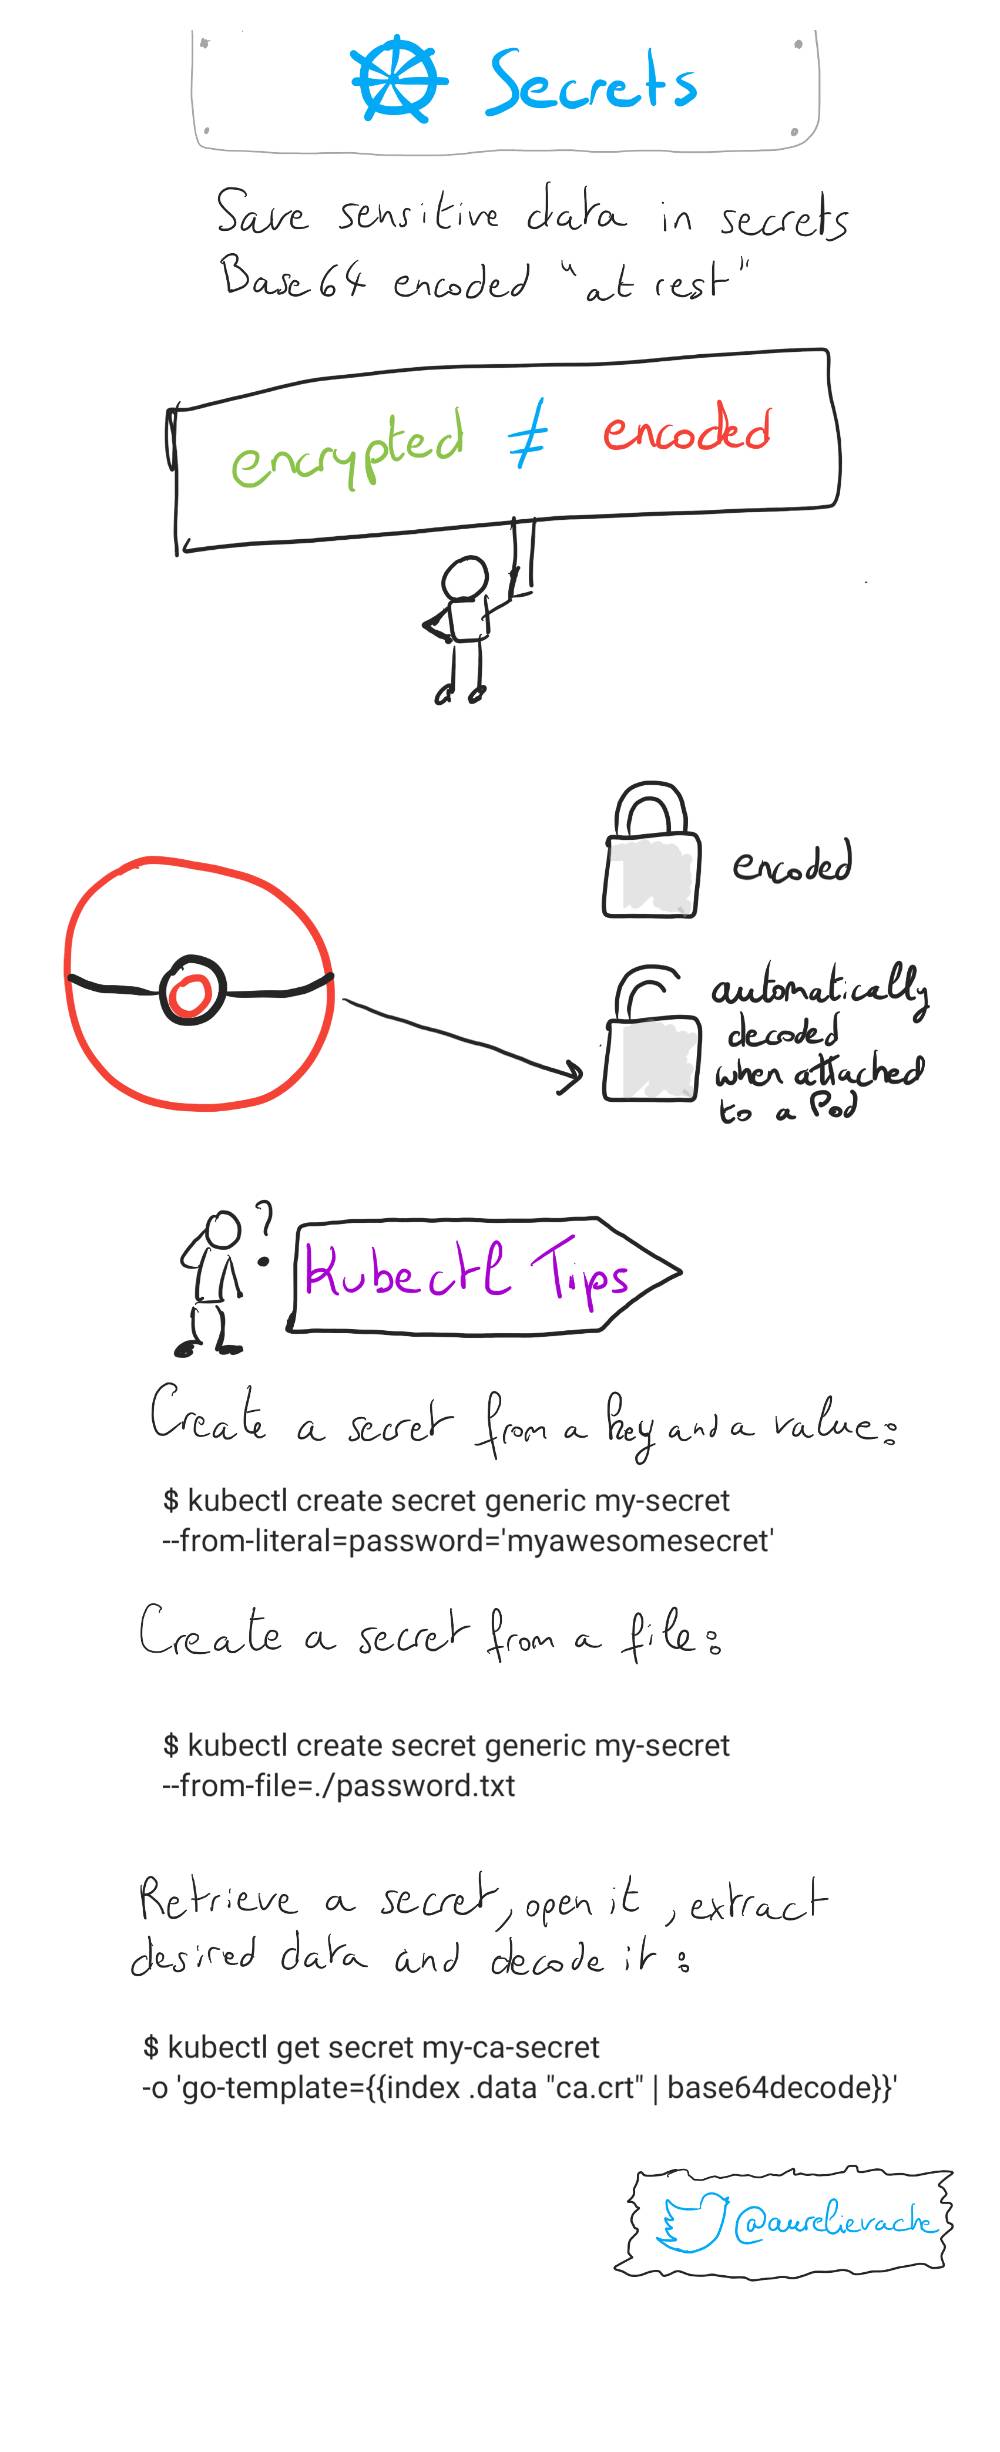 Secrets
Save sensitive data in secrets
Base64 encoded "at rest"
encrypted ≠ encoded
encoded
automatically
decoded
when attached
to a Pod
?
Kubectl Tips
Create a secret from a key and a value:
$ kubectl create secret generic my-secret
--from-literal=password='myawesomesecret'
Create a secret from a file:
$ kubectl create secret generic my-secret
--from-file=./password.txt
Retrieve a secret, open it, extract
desired data and decode it:
$ kubectl get secret my-ca-secret
-o 'go-template={{index .data "ca.crt" | base64decode}}'
@aurelievache